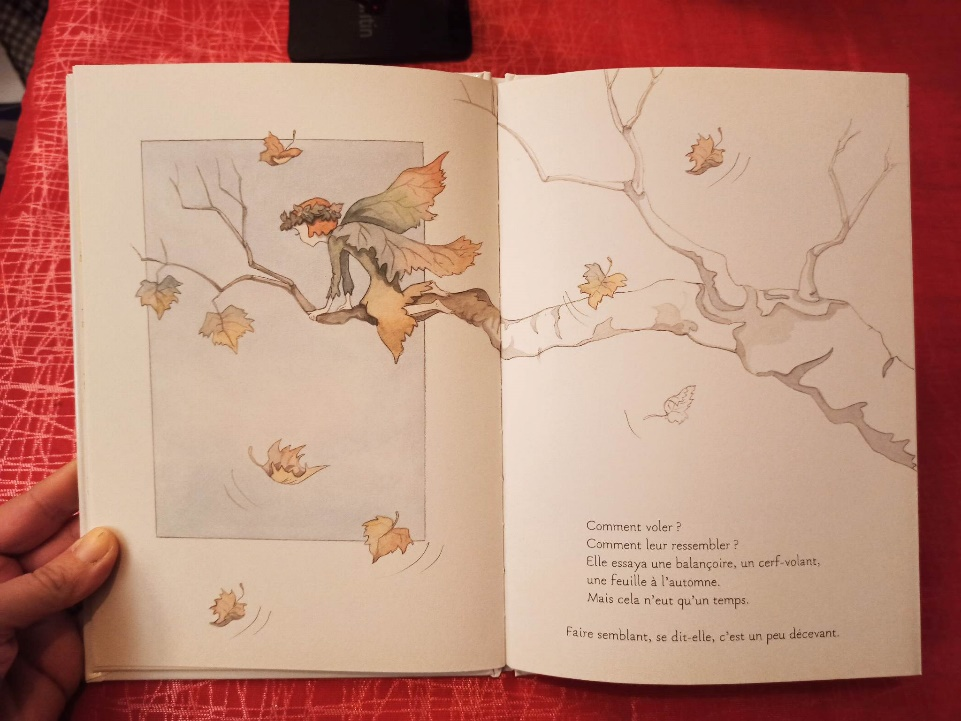 Comment voler ?
Comment leur ressembler ?
Elle essaya une balançoire, un cerf-volant,
une feuille à l'automne.
Mais cela n'eut qu'un temps.
Faire semblant, se dit-elle, c'est un peu décevant.